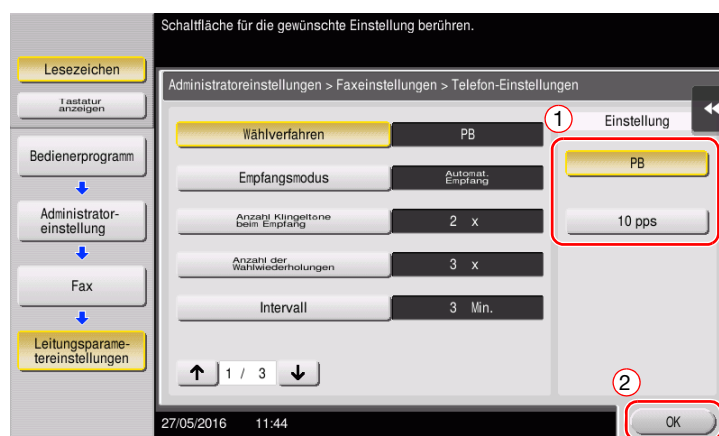 Schaltfläche für die gewünschte Einstellung berühren.
Lesezeichen
Tastatur
anzeigen
Bedienerprogramm
Administrator-
einstellung
Fax
Leitungsparame-
tereinstellungen
Administratoreinstellungen > Faxeinstellungen > Telefon-Einstellungen
Wählverfahren PB
Empfangsmodus Automat.
Empfang
Anzahl Klingeltone
beim Empfang 2 x
Anzahl der
Wahlwiederholungen 3 x
Intervall 3 Min.
1 / 3
1 Einstellung
PB
10 pps
2
OK
27/05/2016 11:44